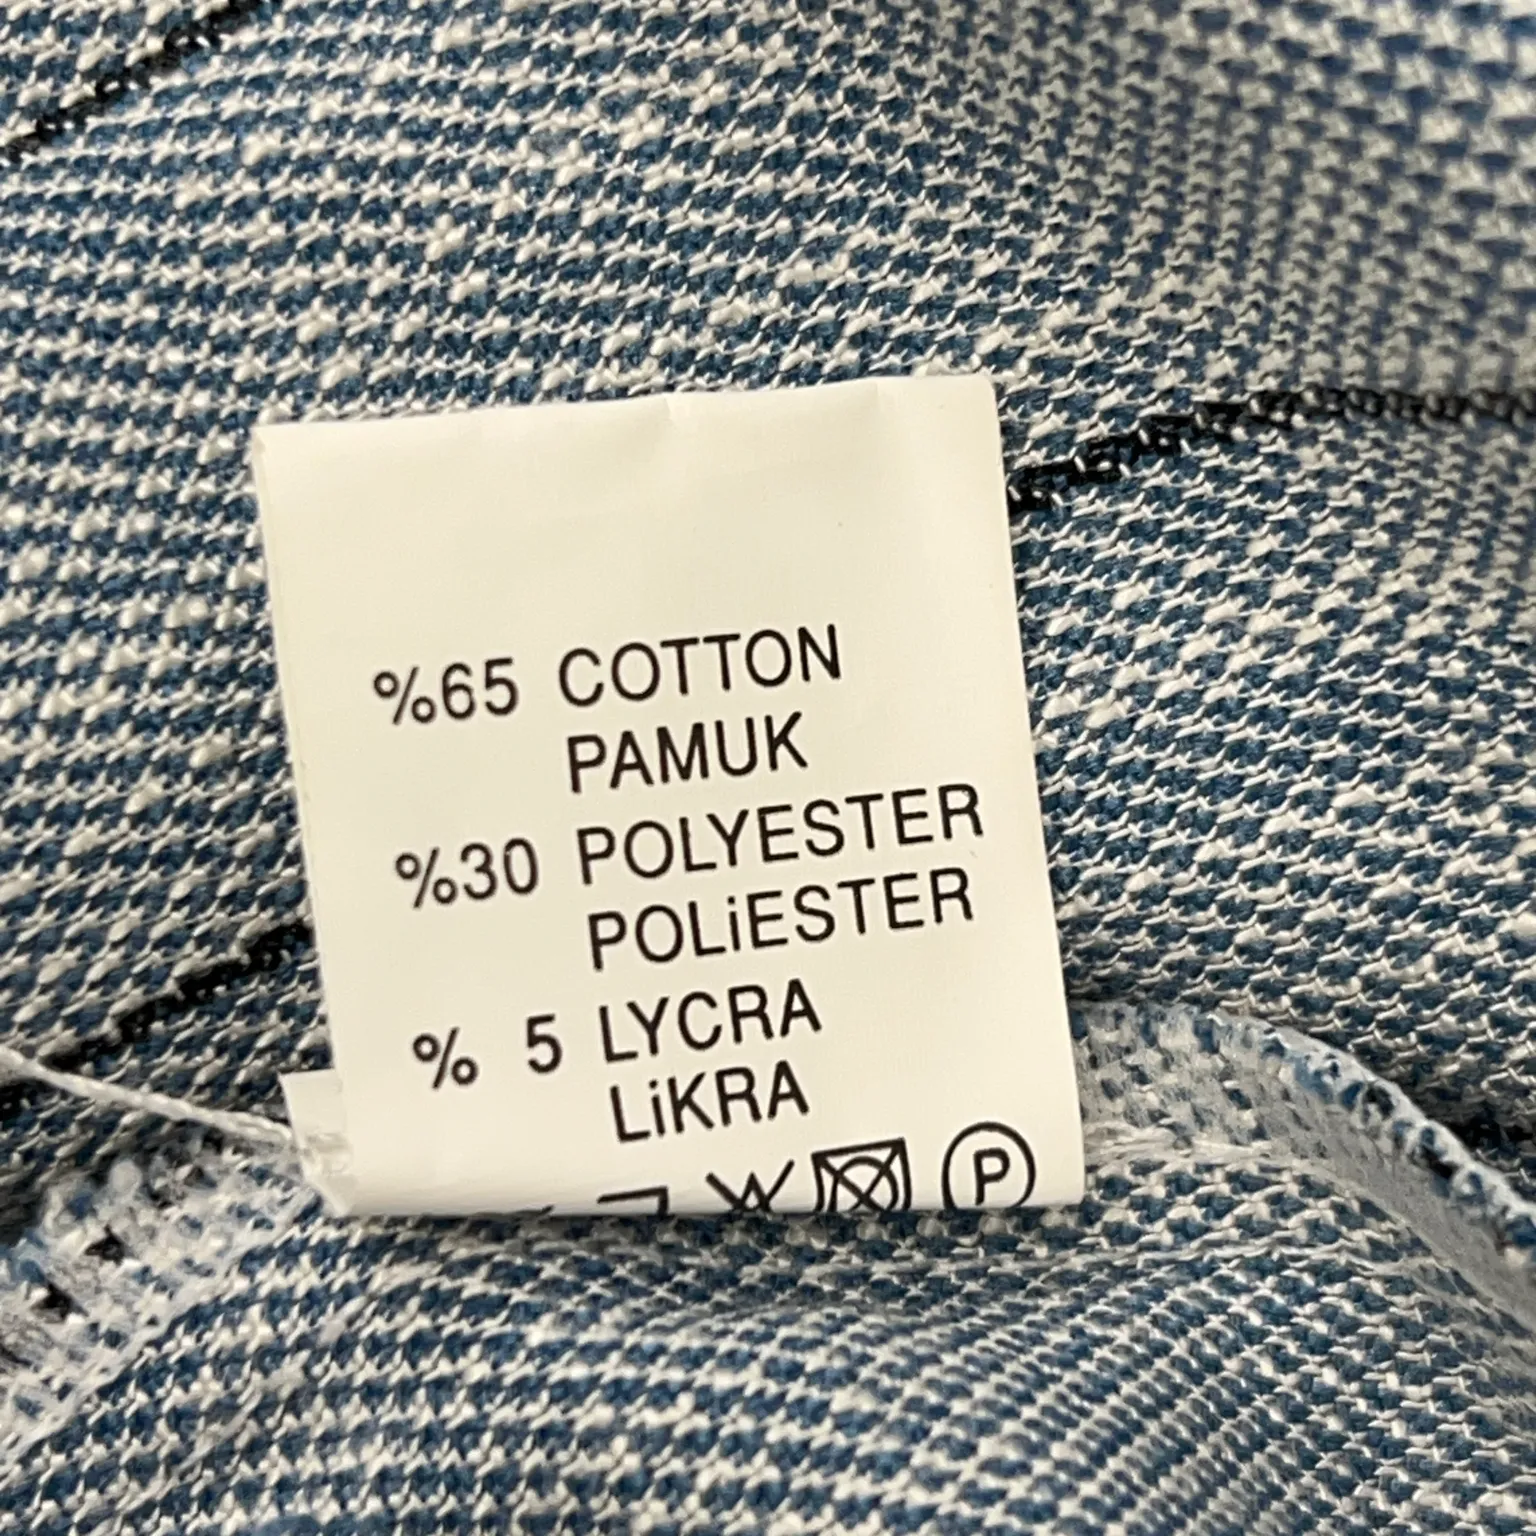 %65 COTTON
PAMUK
%30 POLYESTER
POLiESTER
% 5 LYCRA
LiKRA
P